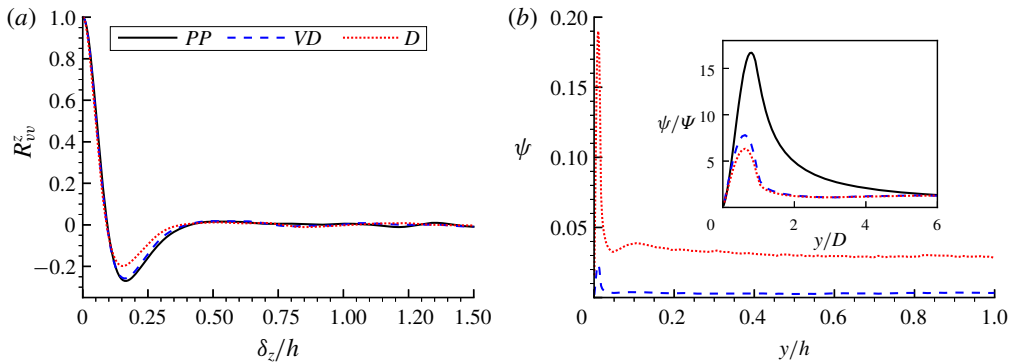 (a)
1.0
0.8
0.6
0.4
0.2
0
−0.2
R^z_{vv}
PP VD D
0 0.25 0.50 0.75 1.00 1.25 1.50
δ_z/h
(b)
0.20
0.15
0.10
0.05
ψ
0 0.2 0.4 0.6 0.8 1.0
y/h
15
10
5
ψ/Ψ
0 2 4 6
y/D